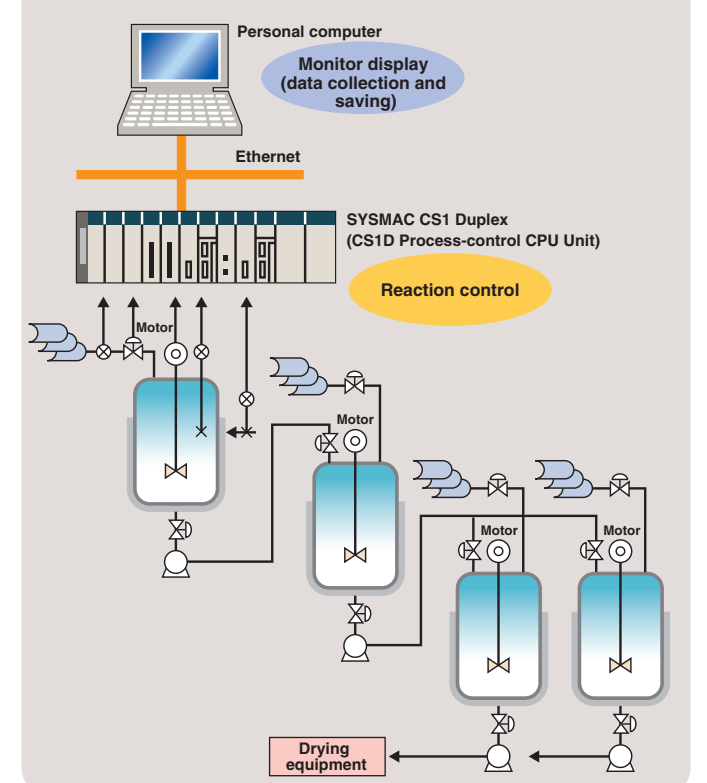 Personal computer
Monitor display
(data collection and
saving)
Ethernet
SYSMAC CS1 Duplex
(CS1D Process-control CPU Unit)
Reaction control
Motor
Motor
Motor
Motor
Drying
equipment